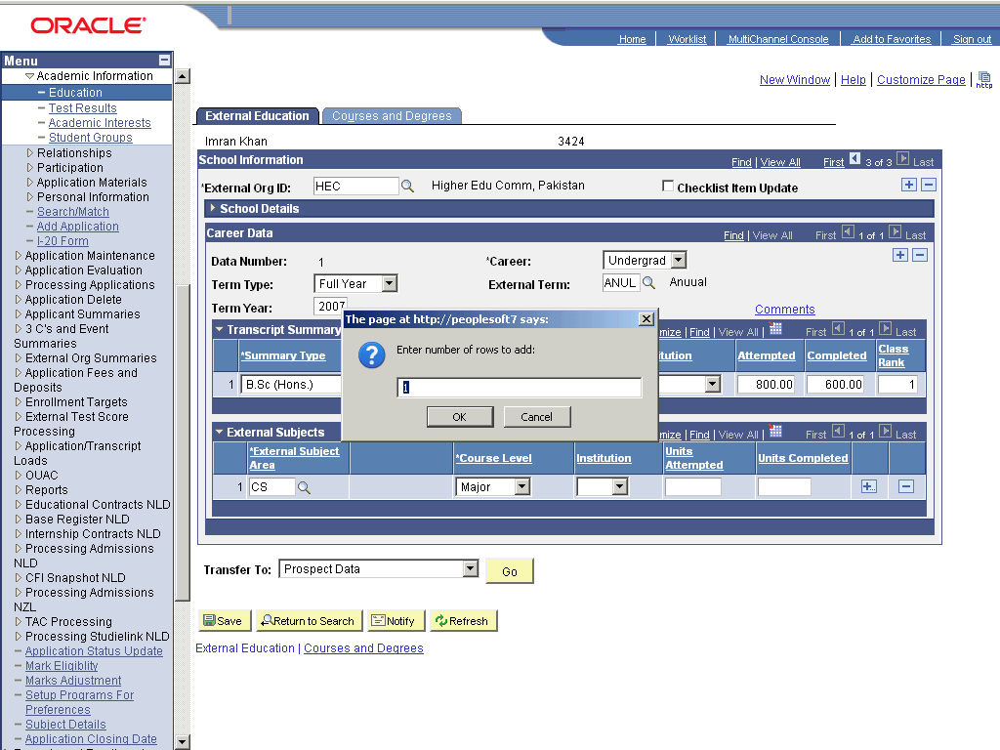 ORACLE
Home Worklist MultiChannel Console Add to Favorites Sign out
Menu
Academic Information
Education
Test Results
Academic Interests
Student Groups
Relationships
Participation
Application Materials
Personal Information
Search/Match
Add Application
I-20 Form
Application Maintenance
Application Evaluation
Processing Applications
Application Delete
Applicant Summaries
3 C's and Event
Summaries
External Org Summaries
Application Fees and
Deposits
Enrollment Targets
External Test Score
Processing
Application/Transcript
Loads
OUAC
Reports
Educational Contracts NLD
Base Register NLD
Internship Contracts NLD
Processing Admissions
NLD
CFI Snapshot NLD
Processing Admissions
NZL
TAC Processing
Processing Studielink NLD
Application Status Update
Mark Eligiblity
Marks Adjustment
Setup Programs For
Preferences
Subject Details
Application Closing Date
New Window | Help | Customize Page | http
External Education Courses and Degrees
Imran Khan 3424
School Information Find | View All First 3 of 3 Last
*External Org ID: HEC Higher Edu Comm, Pakistan Checklist Item Update
School Details
Career Data Find | View All First 1 of 1 Last
Data Number: 1 *Career: Undergrad
Term Type: Full Year External Term: ANUL Anuual
Term Year: 2007 Comments
Transcript Summary mize | Find | View All | First 1 of 1 Last
*Summary Type tution Attempted Completed Class
Rank
1 B.Sc (Hons.) 800.00 600.00 1
The page at http://peoplesoft7 says:
Enter number of rows to add:
1
OK Cancel
External Subjects mize | Find | View All | First 1 of 1 Last
*External Subject
Area *Course Level Institution Units
Attempted Units Completed
1 CS Major
Transfer To: Prospect Data Go
Save Return to Search Notify Refresh
External Education | Courses and Degrees